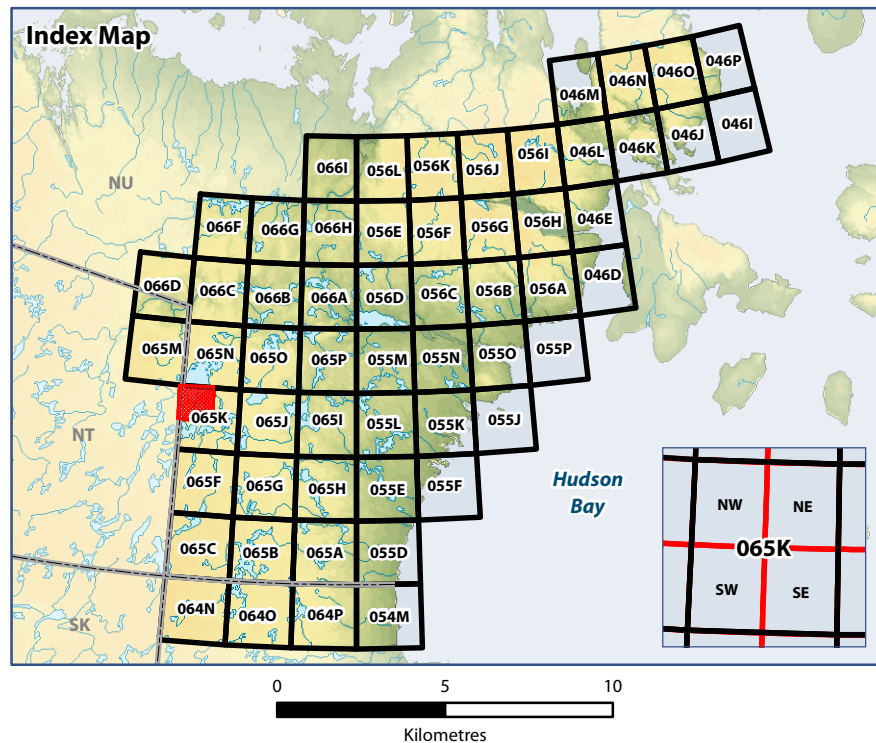 Index Map
046M 046N 046O 046P
066I 056L 056K 056J 056I 046L 046K 046J 046I
NU
066F 066G 066H 056E 056F 056G 056H 046E
066D 066C 066B 066A 056D 056C 056B 056A 046D
065M 065N 065O 065P 055M 055N 055O 055P
065K 065J 065I 055L 055K 055J
NT
065F 065G 065H 055E 055F
Hudson
Bay
065C 065B 065A 055D
064N 064O 064P 054M
SK
NW NE
065K
SW SE
0 5 10
Kilometres